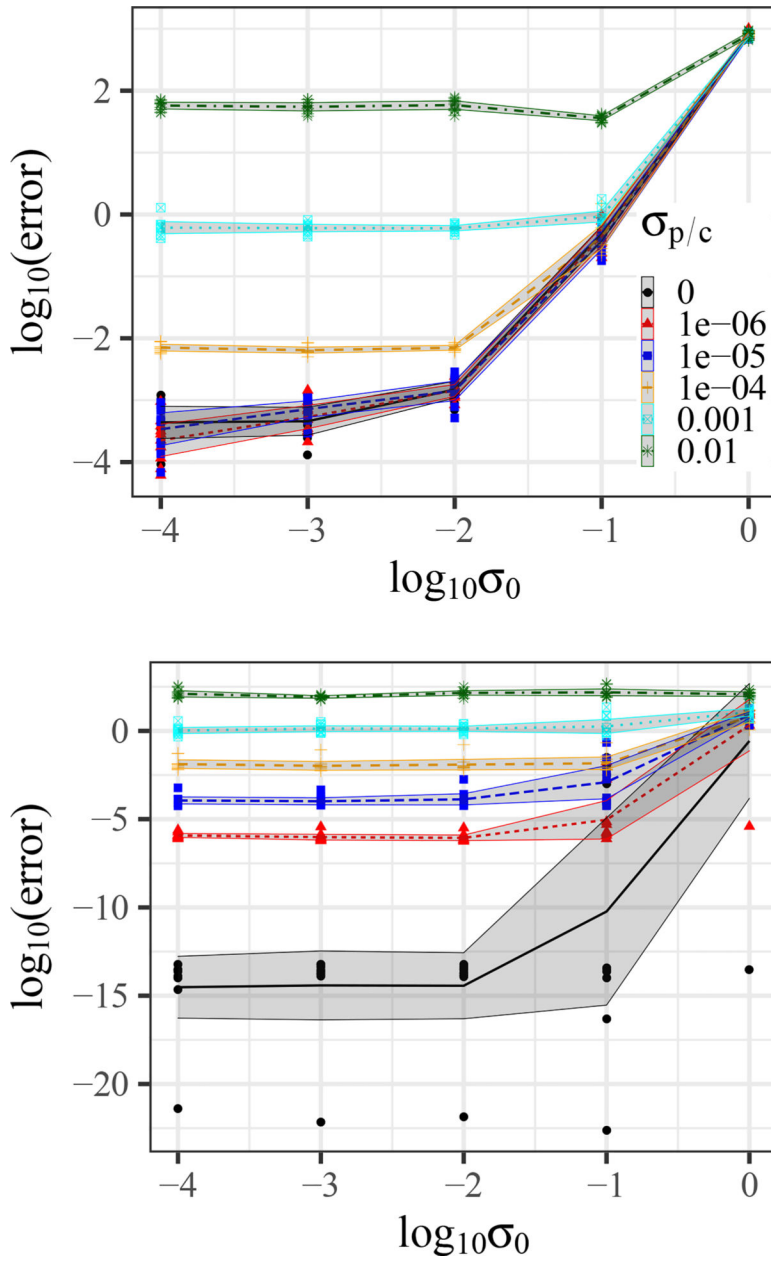 log₁₀(error)
2
0
−2
−4
σp/c
0
1e−06
1e−05
1e−04
0.001
0.01
−4 −3 −2 −1 0
log₁₀σ₀
log₁₀(error)
0
−5
−10
−15
−20
−4 −3 −2 −1 0
log₁₀σ₀